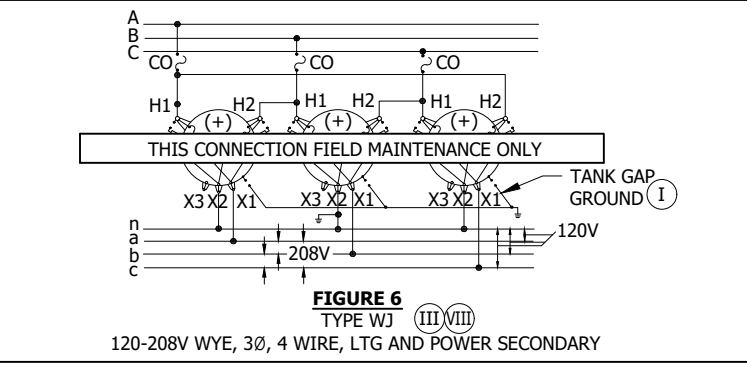 A
B
C
CO CO CO
H1 H2 H1 H2 H1 H2
(+) (+) (+)
THIS CONNECTION FIELD MAINTENANCE ONLY
TANK GAP
GROUND I
X3 X2 X1 X3 X2 X1 X3 X2 X1
n
a
b
c
120V
208V
FIGURE 6
TYPE WJ III VIII
120-208V WYE, 3Ø, 4 WIRE, LTG AND POWER SECONDARY